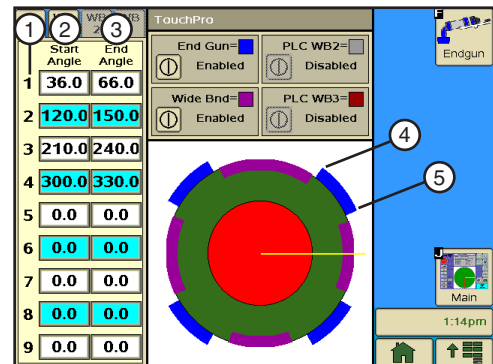 1 2 3
WB WB
2
TouchPro
Start Angle End Angle
1 36.0 66.0
2 120.0 150.0
3 210.0 240.0
4 300.0 330.0
5 0.0 0.0
6 0.0 0.0
7 0.0 0.0
8 0.0 0.0
9 0.0 0.0
End Gun=
Enabled
PLC WB2=
Disabled
Wide Bnd=
Enabled
PLC WB3=
Disabled
4
5
F
Endgun
J
Main
1:14pm